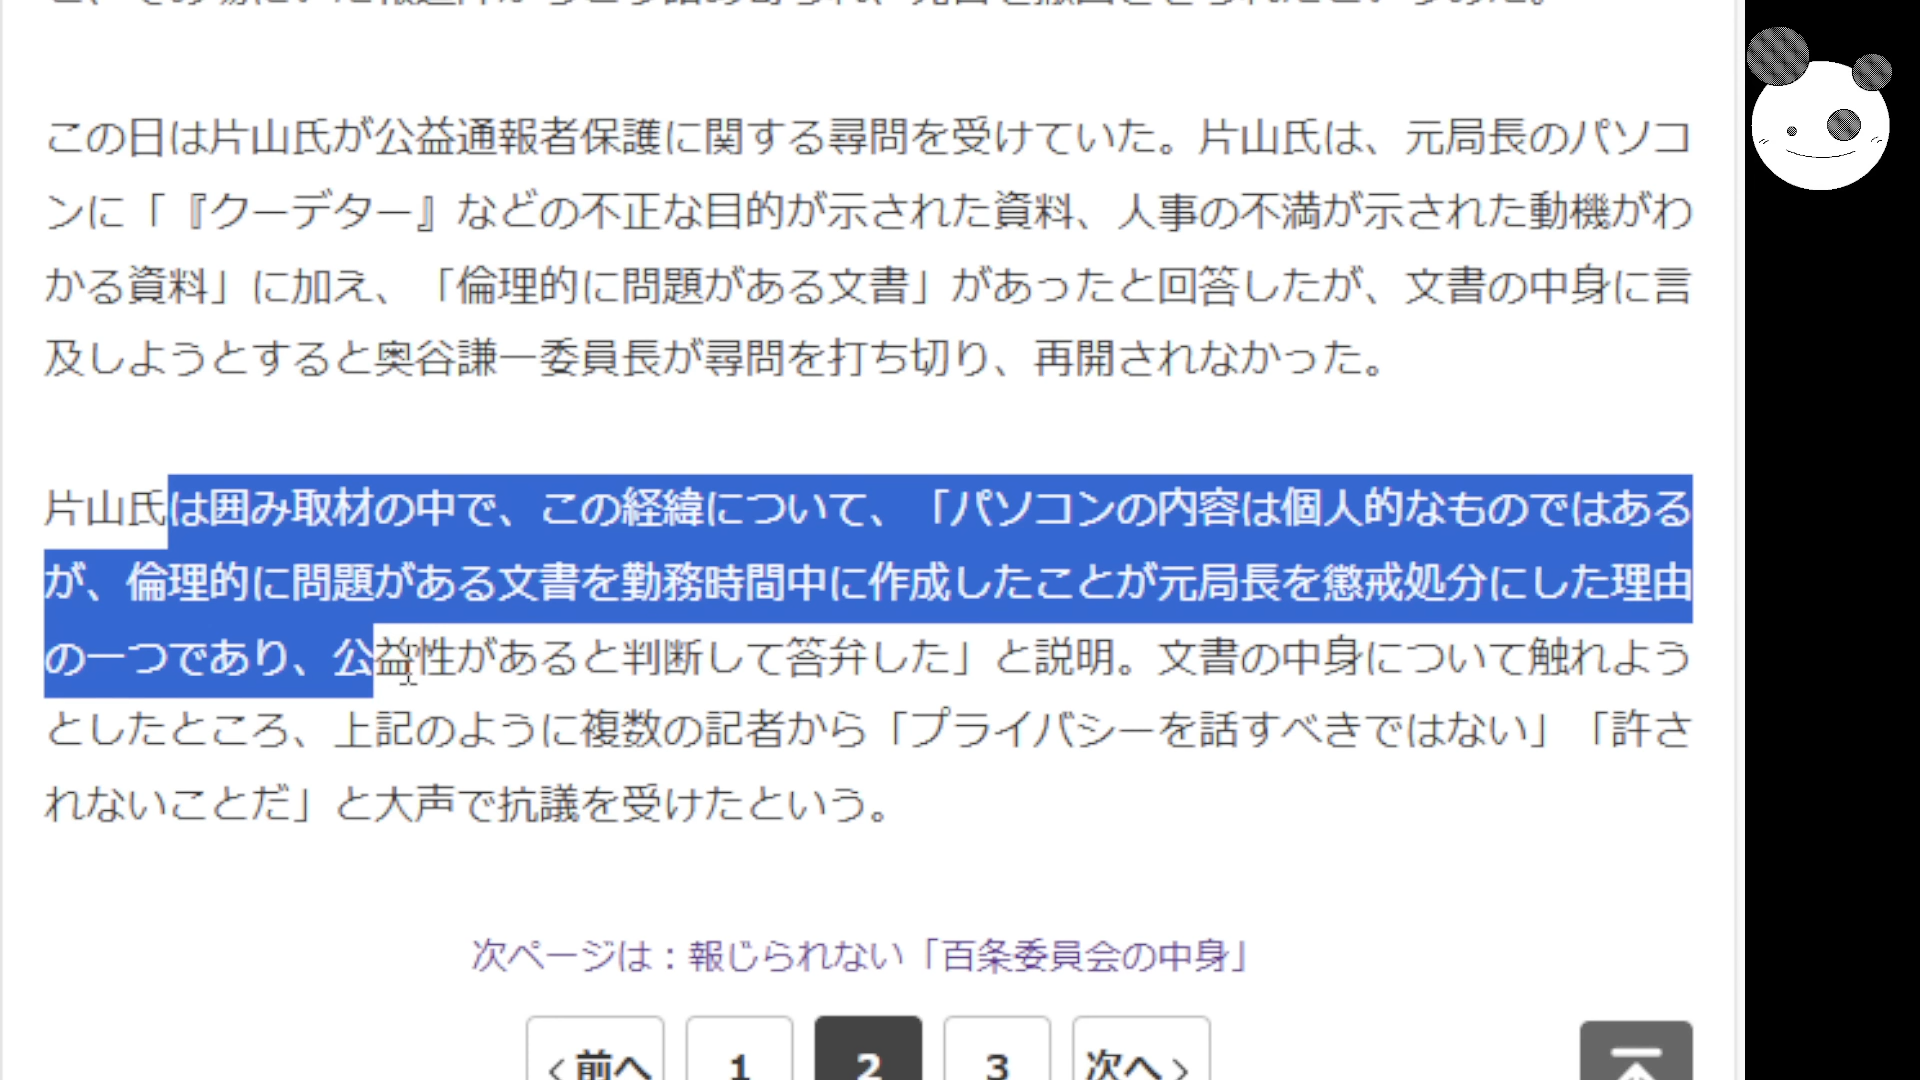 この日は片山氏が公益通報者保護に関する尋問を受けていた。片山氏は、元局長のパソコ
ンに「『クーデター』などの不正な目的が示された資料、人事の不満が示された動機がわ
かる資料」に加え、「倫理的に問題がある文書」があったと回答したが、文書の中身に言
及しようとすると奥谷謙一委員長が尋問を打ち切り、再開されなかった。
片山氏は囲み取材の中で、この経緯について、「パソコンの内容は個人的なものではある
が、倫理的に問題がある文書を勤務時間中に作成したことが元局長を懲戒処分にした理由
の一つであり、公益性があると判断して答弁した」と説明。文書の中身について触れよう
としたところ、上記のように複数の記者から「プライバシーを話すべきではない」「許さ
れないことだ」と大声で抗議を受けたという。
次ページは：報じられない「百条委員会の中身」
<前へ 1 2 3 次へ>